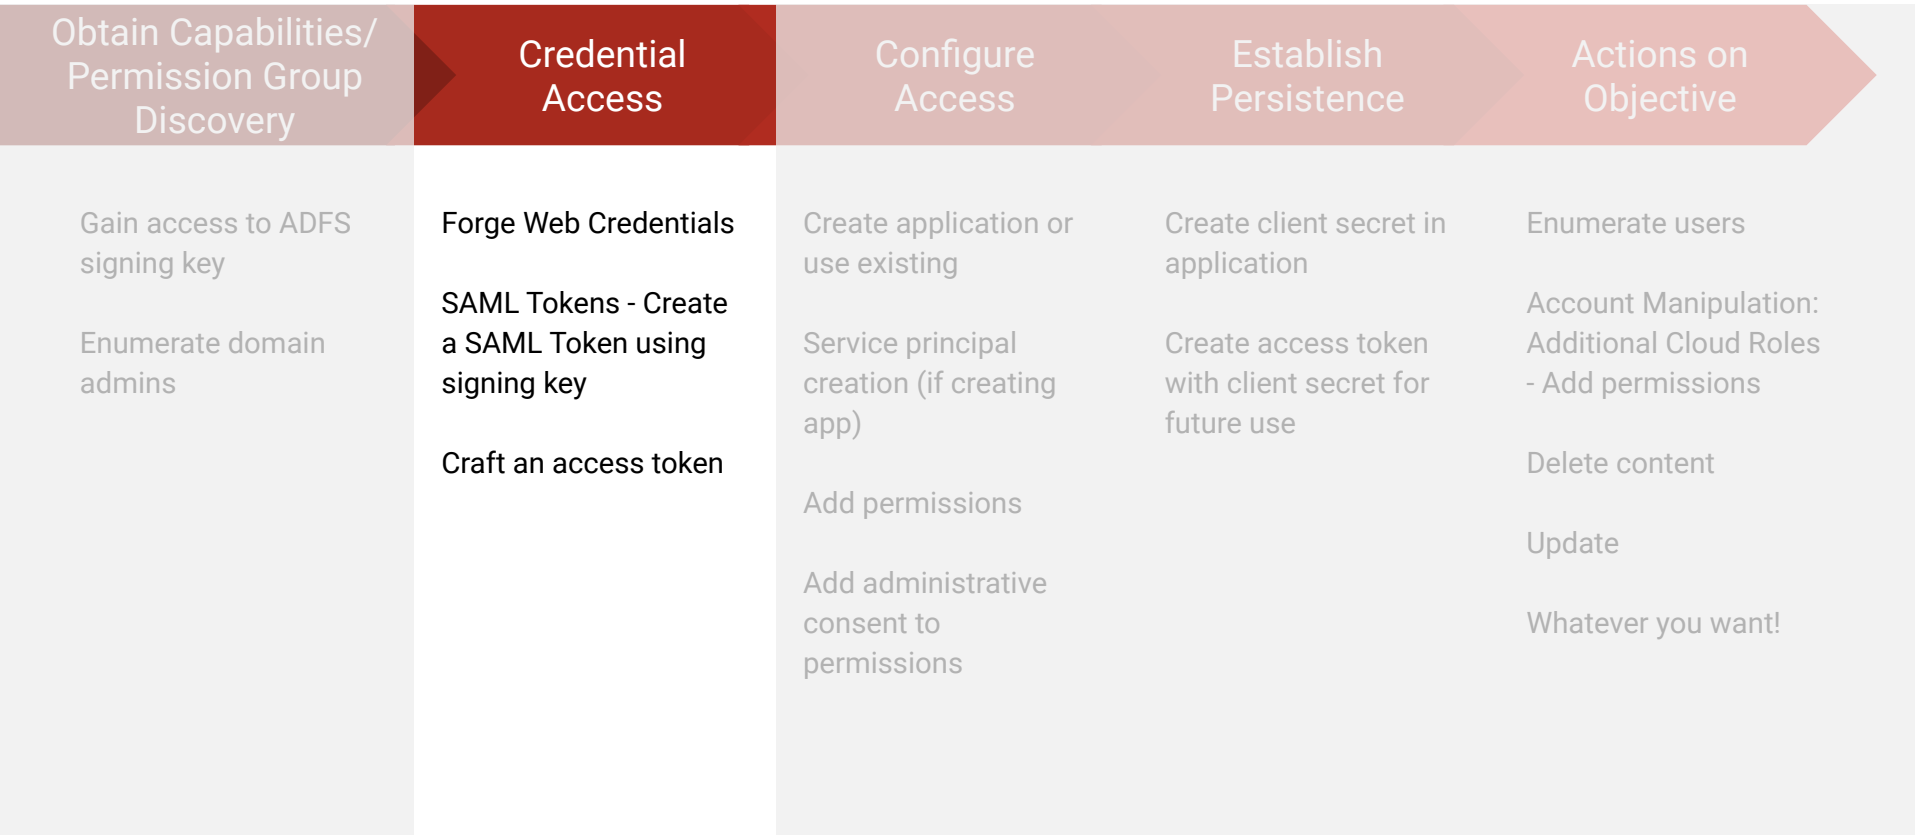 Obtain Capabilities/
Permission Group
Discovery
Credential
Access
Configure
Access
Establish
Persistence
Actions on
Objective
Gain access to ADFS
signing key
Enumerate domain
admins
Forge Web Credentials
SAML Tokens - Create
a SAML Token using
signing key
Craft an access token
Create application or
use existing
Service principal
creation (if creating
app)
Add permissions
Add administrative
consent to
permissions
Create client secret in
application
Create access token
with client secret for
future use
Enumerate users
Account Manipulation:
Additional Cloud Roles
- Add permissions
Delete content
Update
Whatever you want!